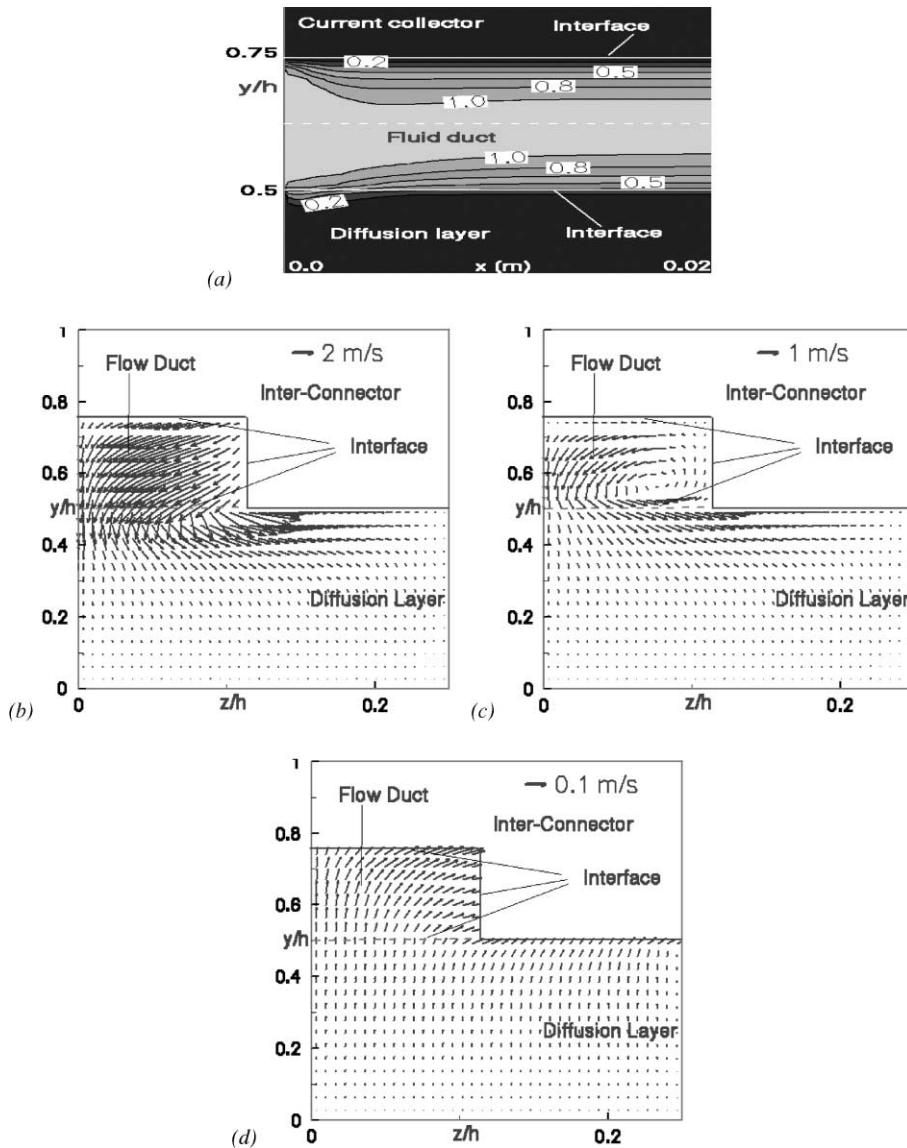 Current collector
Interface
0.75
0.2
0.5
y/h
0.8
1.0
Fluid duct
1.0
0.8
0.5
0.5
0.2
Diffusion layer
Interface
0.0
x (m)
0.02
(a)
1
Flow Duct
2 m/s
Inter-Connector
0.8
Interface
0.6
y/h
0.4
Diffusion Layer
0.2
0
0
z/h
0.2
(b)
1
Flow Duct
1 m/s
Inter-Connector
0.8
Interface
0.6
y/h
0.4
Diffusion Layer
0.2
0
0
z/h
0.2
(c)
1
Flow Duct
0.1 m/s
Inter-Connector
0.8
Interface
0.6
y/h
0.4
Diffusion Layer
0.2
0
0
z/h
0.2
(d)